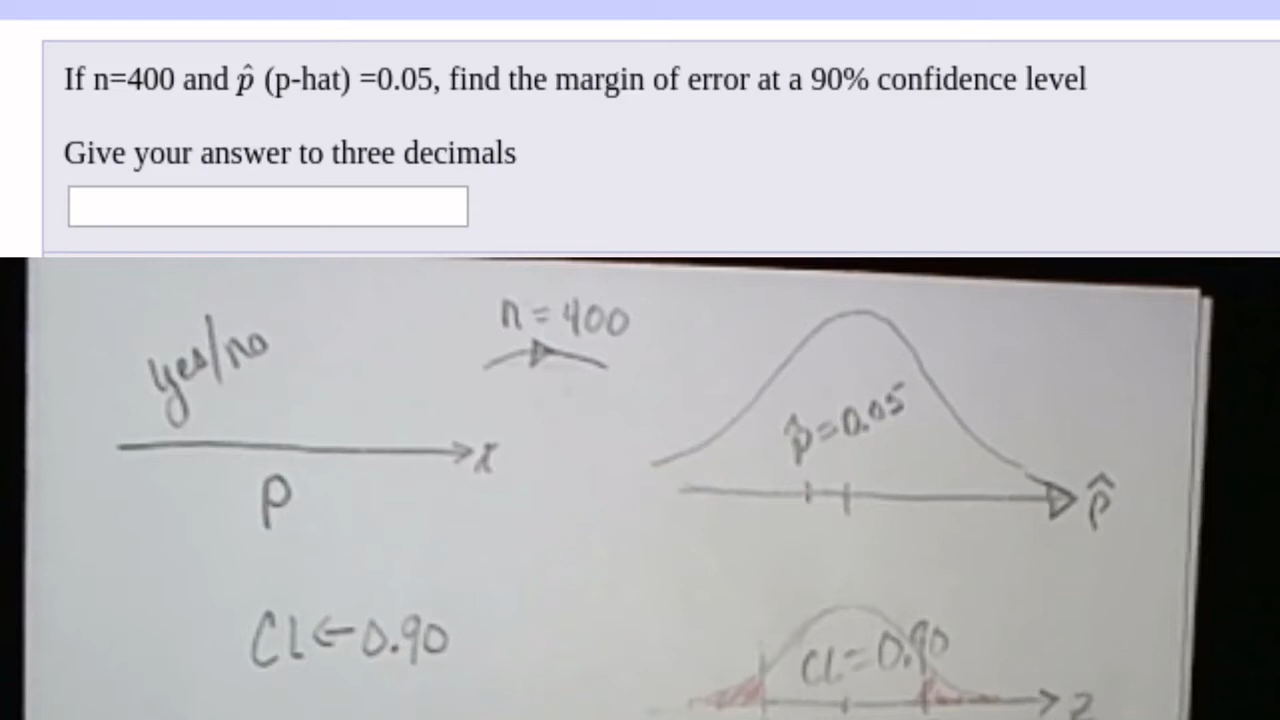 If n=400 and p̂ (p-hat) =0.05, find the margin of error at a 90% confidence level
Give your answer to three decimals
yes/no
n = 400
p̂=0.05
x
p̂
p
CL←0.90
CL=0.90
z